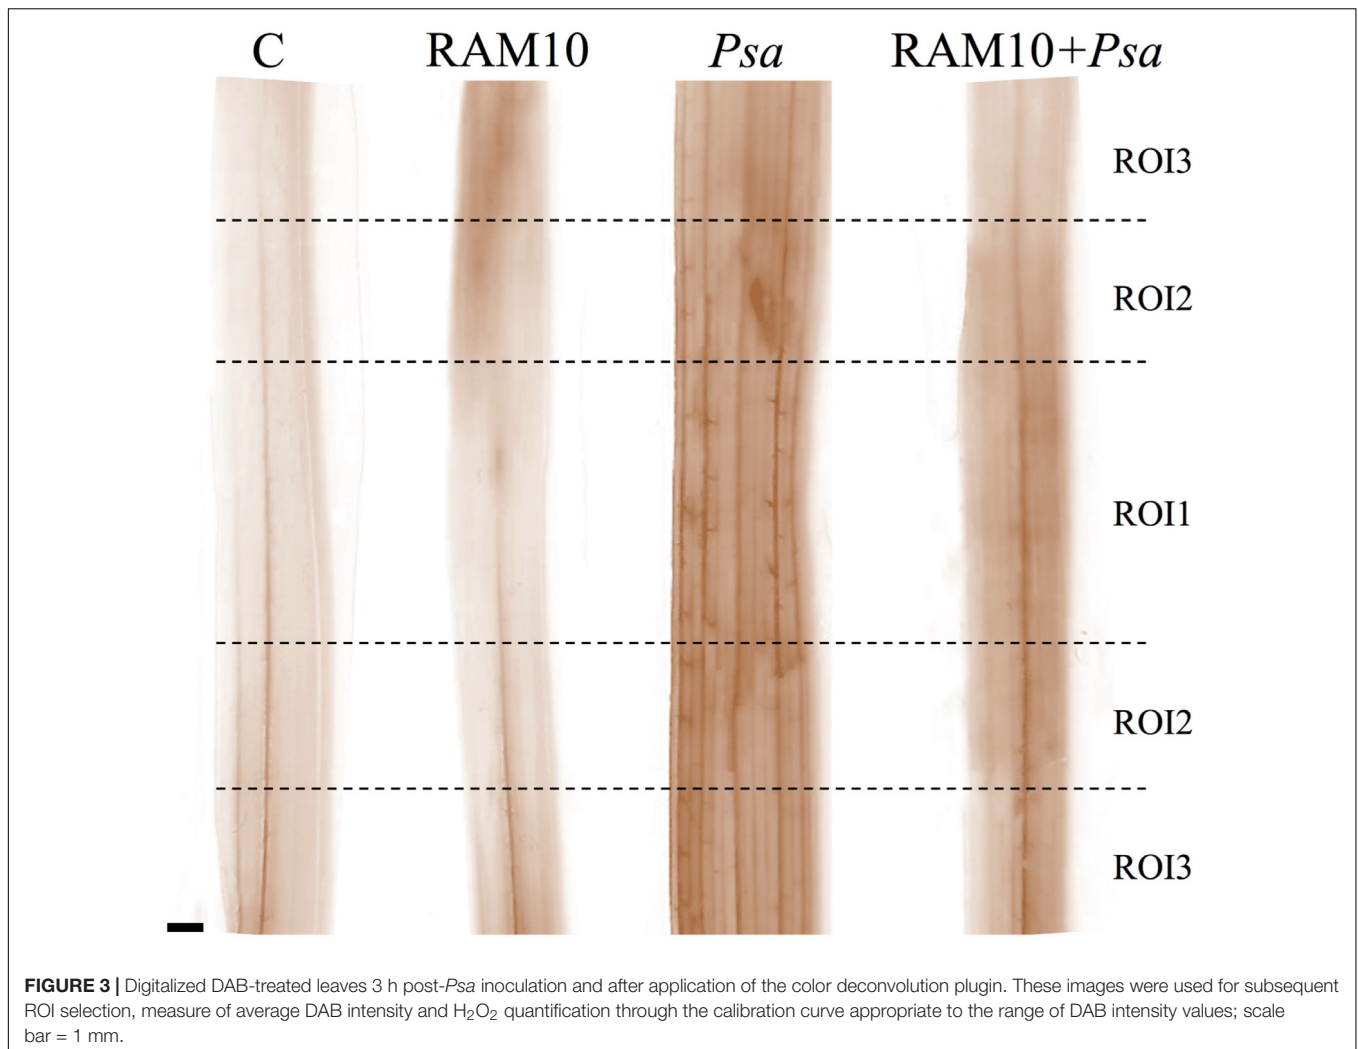 C RAM10 Psa RAM10+Psa
ROI3
ROI2
ROI1
ROI2
ROI3
FIGURE 3 | Digitalized DAB-treated leaves 3 h post-Psa inoculation and after application of the color deconvolution plugin. These images were used for subsequent
ROI selection, measure of average DAB intensity and H₂O₂ quantification through the calibration curve appropriate to the range of DAB intensity values; scale
bar = 1 mm.